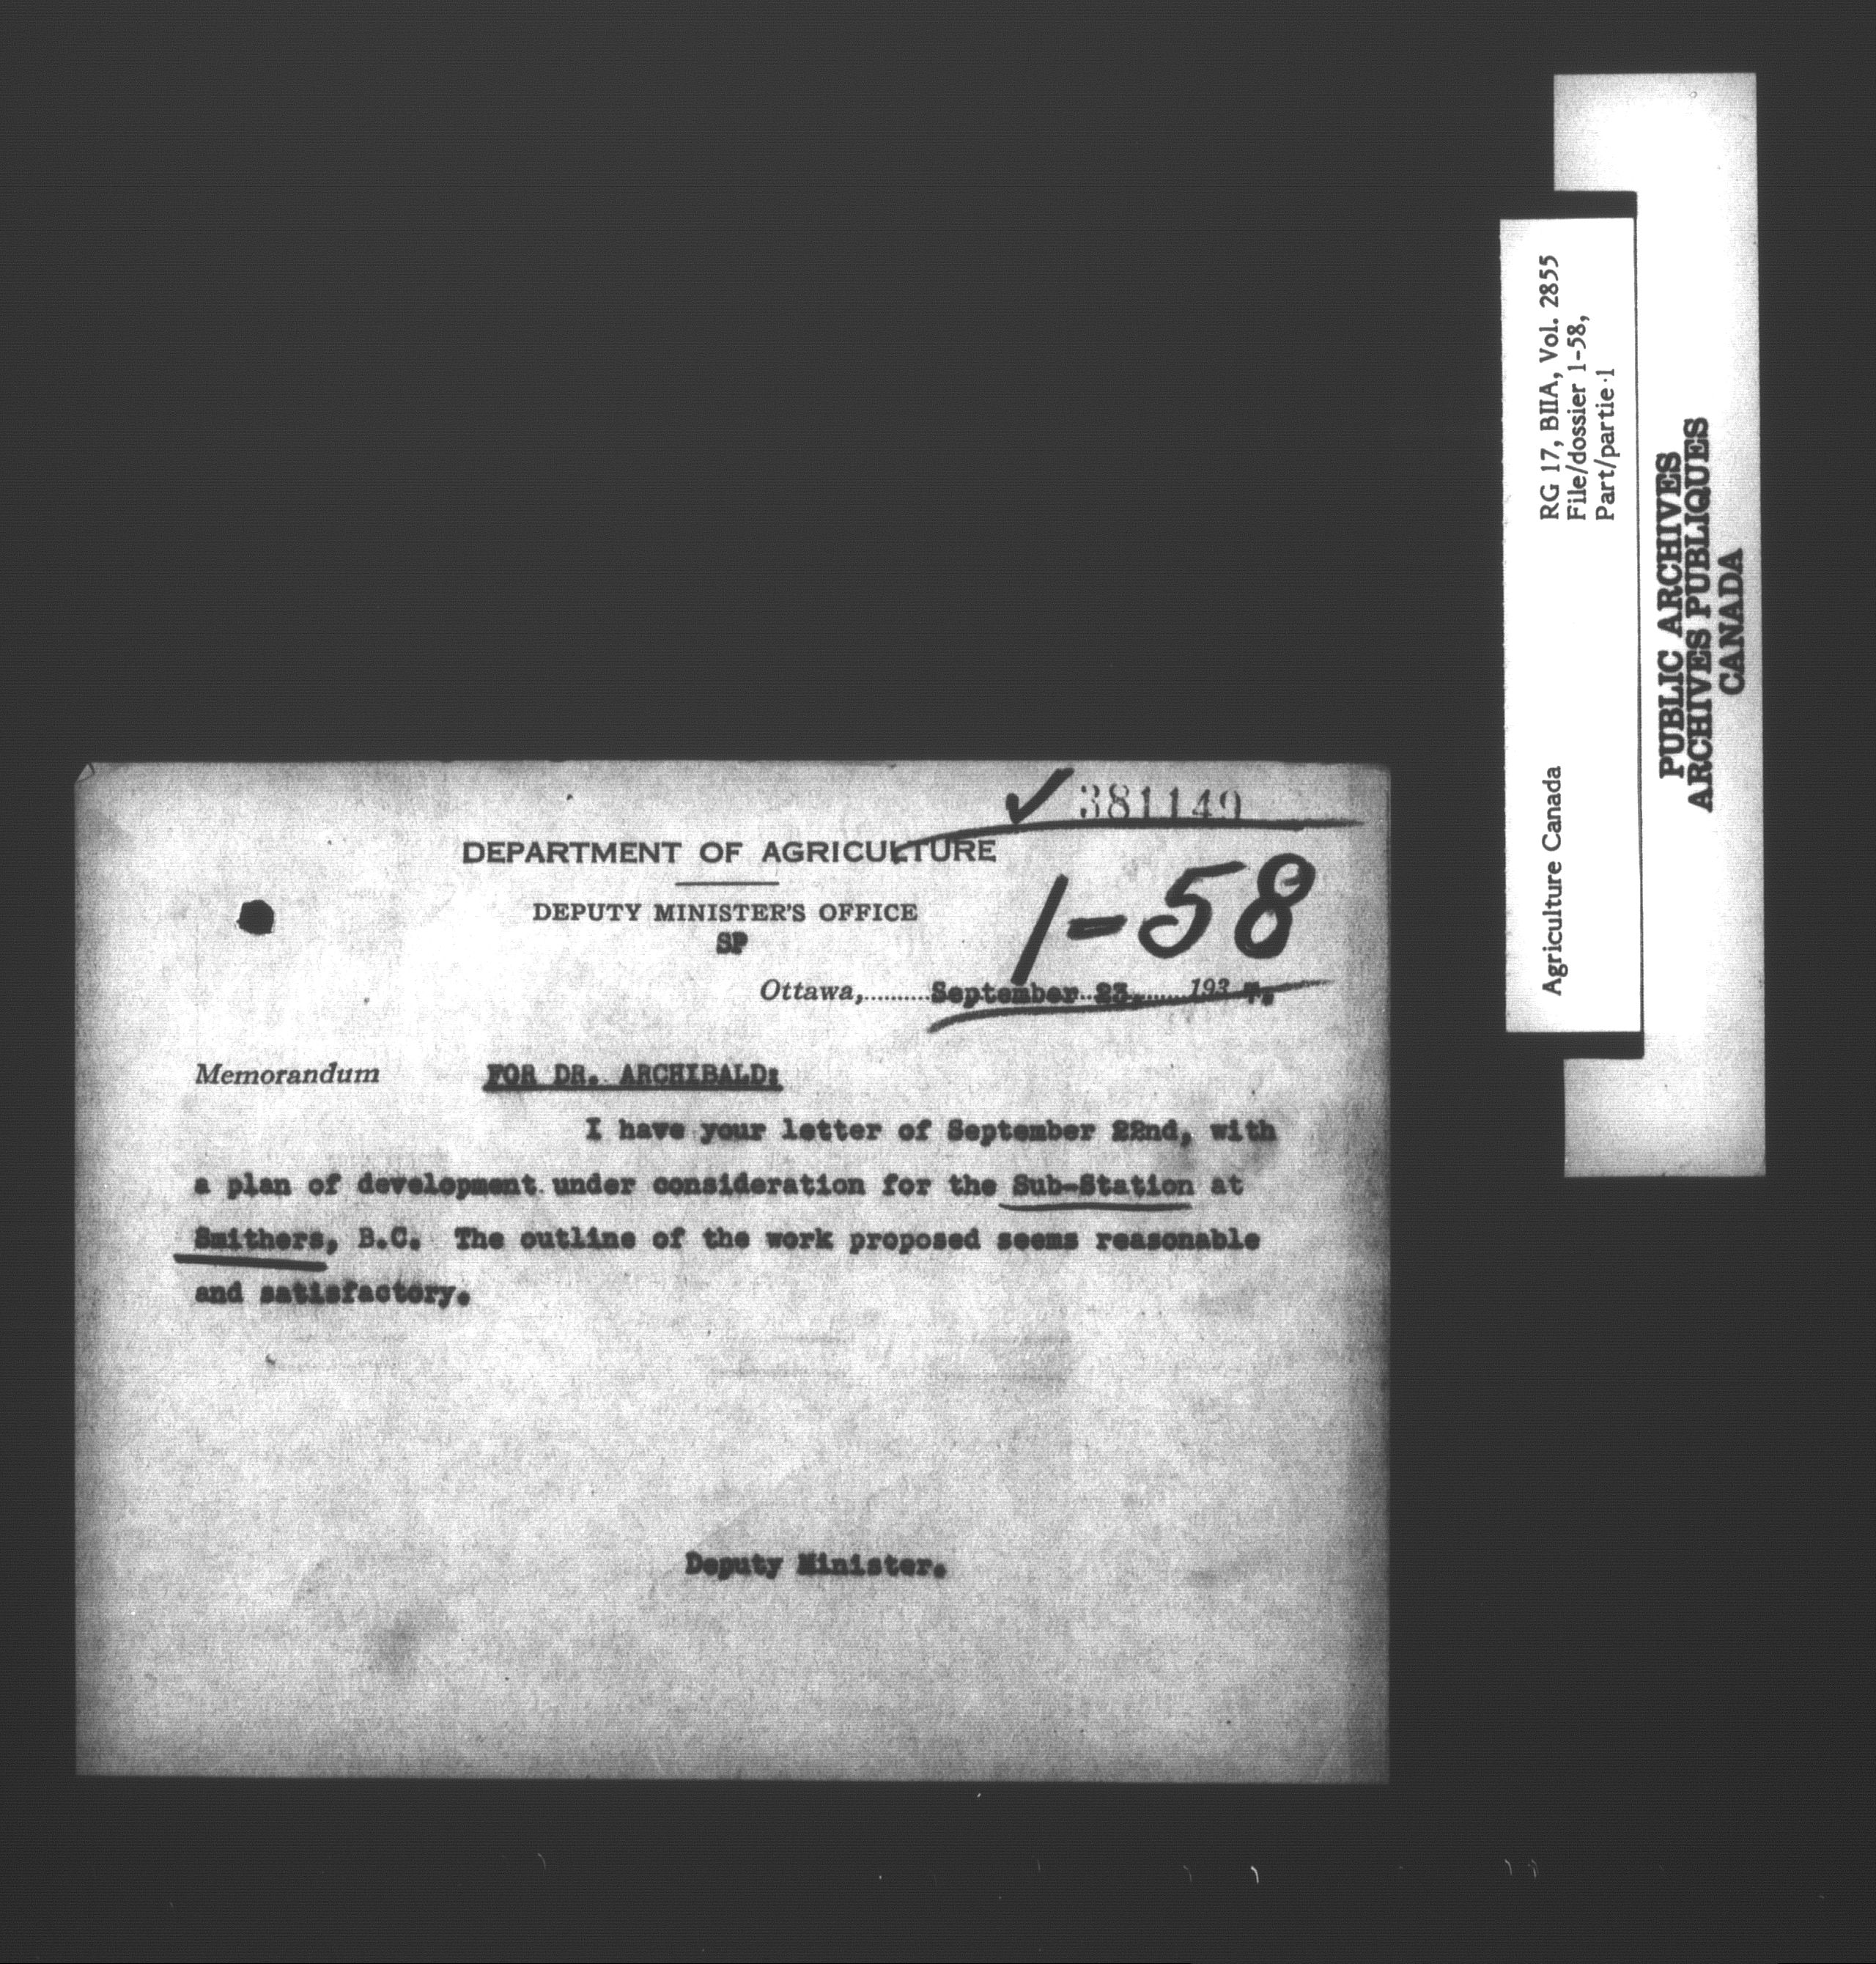 381149
DEPARTMENT OF AGRICULTURE
DEPUTY MINISTER'S OFFICE
SP
1-58
Ottawa,..........September 23,......1937.
Memorandum FOR DR. ARCHIBALD:
I have your letter of September 22nd, with
a plan of development under consideration for the Sub-Station at
Smithers, B.C. The outline of the work proposed seems reasonable
and satisfactory.
Deputy Minister.
Agriculture Canada
RG 17, BIIA, Vol. 2855
File/dossier 1-58,
Part/partie 1
PUBLIC ARCHIVES
ARCHIVES PUBLIQUES
CANADA